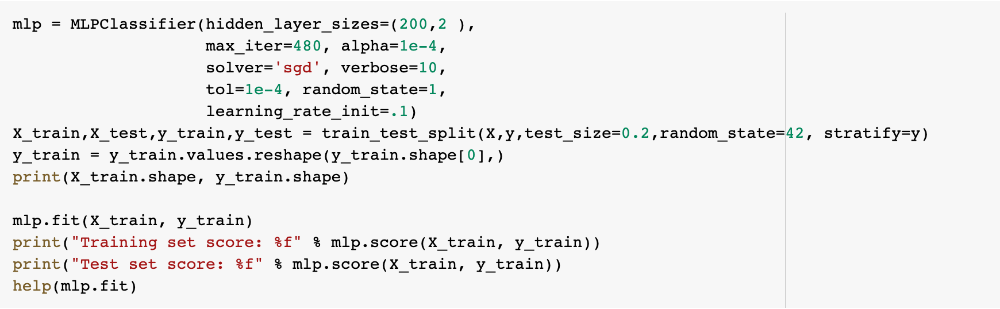 mlp = MLPClassifier(hidden_layer_sizes=(200,2 ),
                    max_iter=480, alpha=1e-4,
                    solver='sgd', verbose=10,
                    tol=1e-4, random_state=1,
                    learning_rate_init=.1)
X_train,X_test,y_train,y_test = train_test_split(X,y,test_size=0.2,random_state=42, stratify=y)
y_train = y_train.values.reshape(y_train.shape[0],)
print(X_train.shape, y_train.shape)

mlp.fit(X_train, y_train)
print("Training set score: %f" % mlp.score(X_train, y_train))
print("Test set score: %f" % mlp.score(X_train, y_train))
help(mlp.fit)